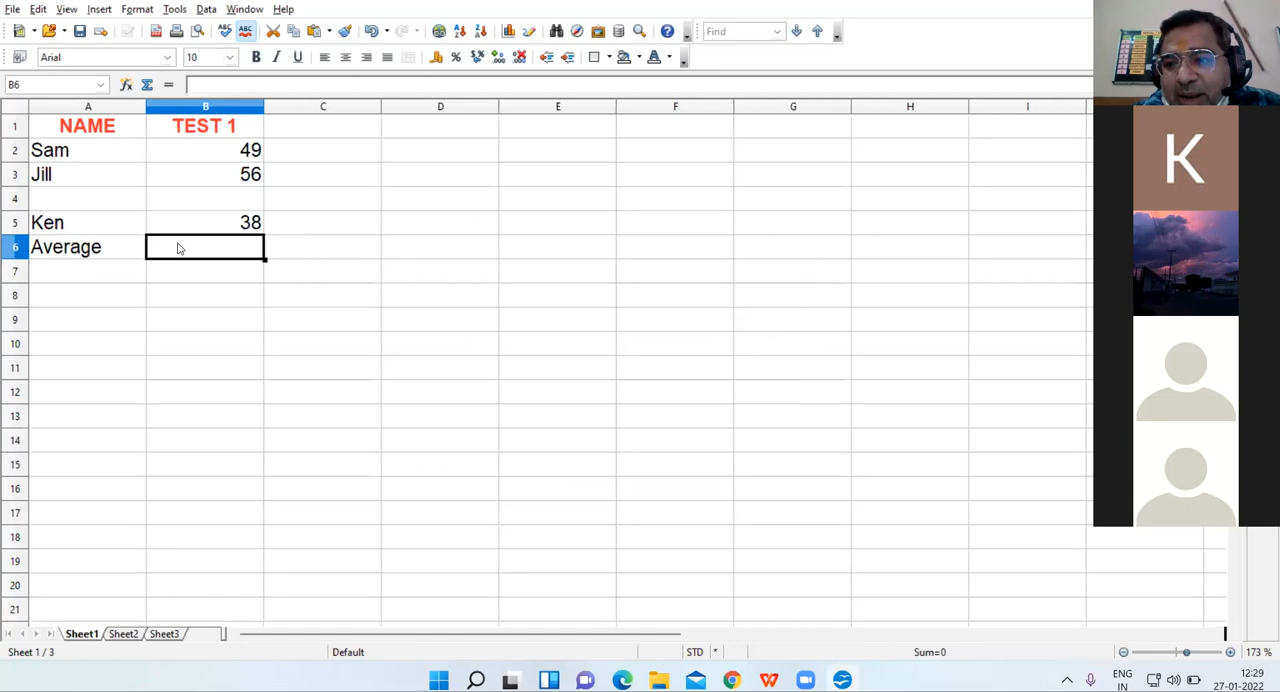 File Edit View Insert Format Tools Data Window Help
Find
Arial 10
B6
A B C D E F G H I
1 NAME TEST 1
2 Sam 49
3 Jill 56
4
5 Ken 38
6 Average
7
8
9
10
11
12
13
14
15
16
17
18
19
20
21
K
Sheet1 Sheet2 Sheet3
Sheet 1 / 3 Default STD * Sum=0 173 %
ENG
IN
12:29
27-01-2022